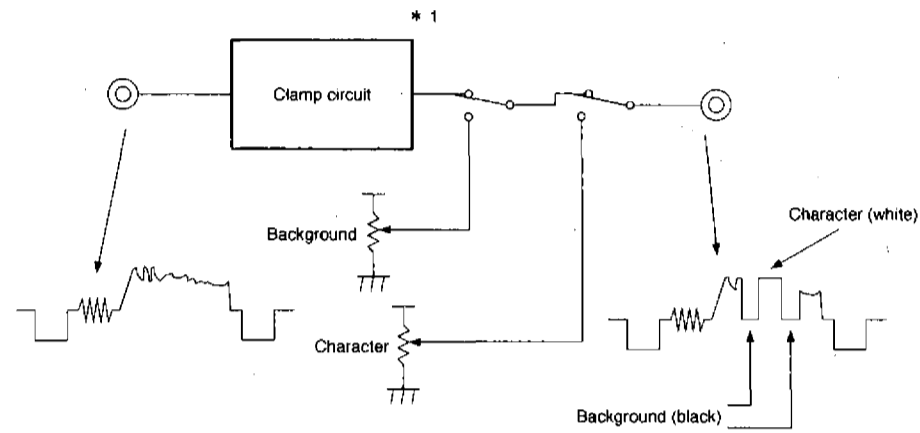 * 1
Clamp circuit
Character (white)
Background
Character
Background (black)